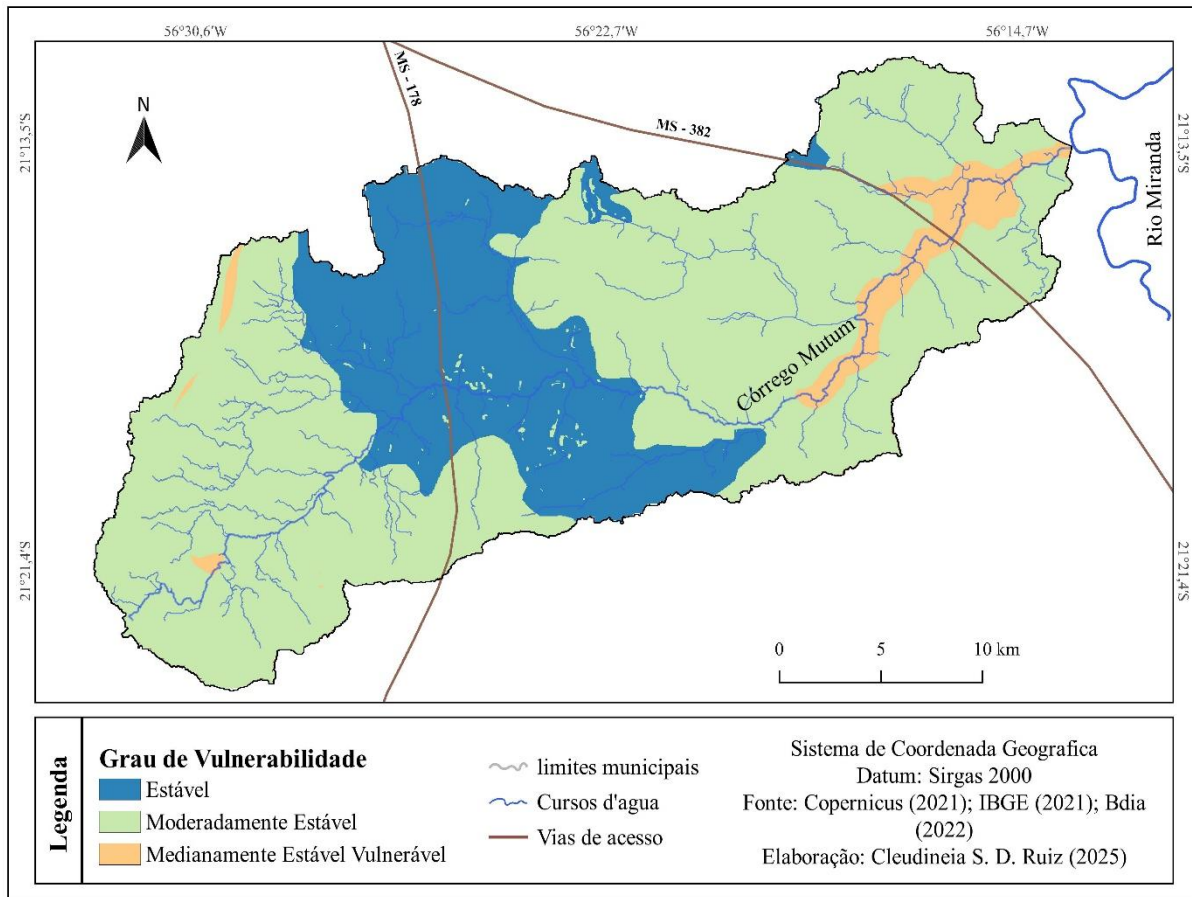 56°30,6'W
56°22,7'W
56°14,7'W
MS - 178
MS - 382
N
21°13,5'S
21°13,5'S
Rio Miranda
Córrego Mutum
21°21,4'S
21°21,4'S
0 5 10 km
Legenda
Grau de Vulnerabilidade
Estável
Moderadamente Estável
Medianamente Estável Vulnerável
limites municipais
Cursos d'agua
Vias de acesso
Sistema de Coordenada Geografica
Datum: Sirgas 2000
Fonte: Copernicus (2021); IBGE (2021); Bdia
(2022)
Elaboração: Cleudineia S. D. Ruiz (2025)